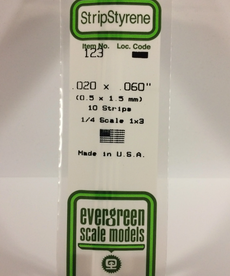 StripStyrene
Item No. Loc. Code
123
.020 x .060"
(0.5 x 1.5 mm)
10 Strips
1/4 Scale 1x3
Made in U.S.A.
evergreen
scale models